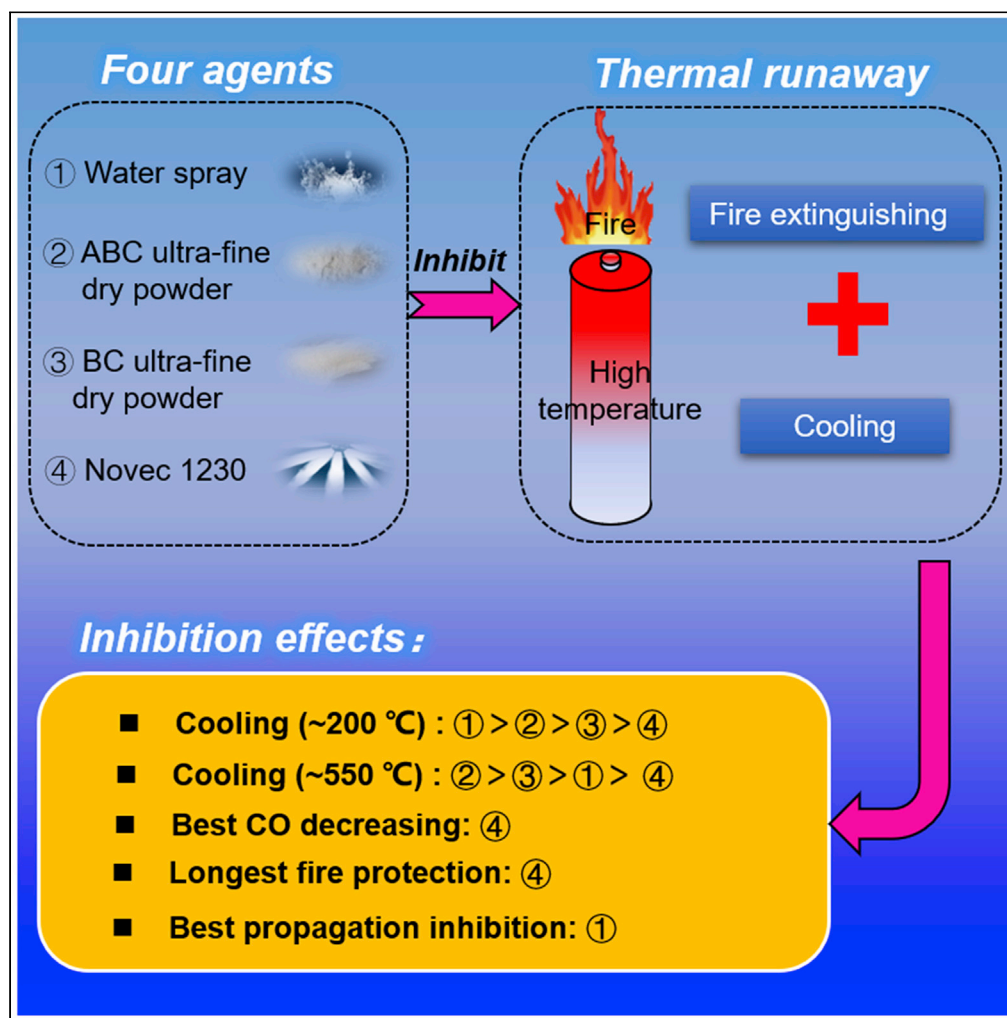 Four agents
① Water spray
② ABC ultra-fine
dry powder
③ BC ultra-fine
dry powder
④ Novec 1230
Inhibit
Thermal runaway
Fire
High
temperature
Fire extinguishing
Cooling
Inhibition effects：
■ Cooling (~200 ℃) : ①>②>③>④
■ Cooling (~550 ℃) : ②>③>①> ④
■ Best CO decreasing: ④
■ Longest fire protection: ④
■ Best propagation inhibition: ①